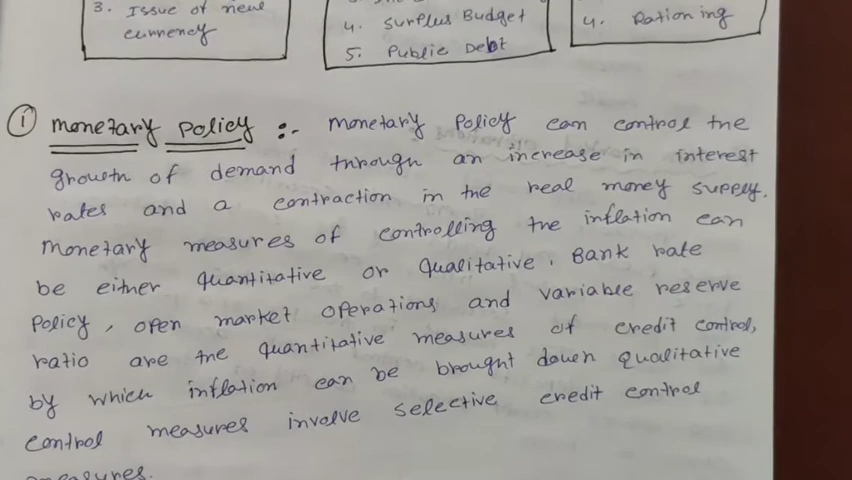 3. Issue of new
currency
4. Surplus Budget
5. Public Debt
4. Rationing
① Monetary Policy :- Monetary Policy can control the
growth of demand through an increase in interest
rates and a contraction in the real money supply.
Monetary measures of controlling the inflation can
be either quantitative or qualitative. Bank rate
policy, open market operations and variable reserve
ratio are the quantitative measures of credit control,
by which inflation can be brought down qualitative
control measures involve selective credit control
measures.